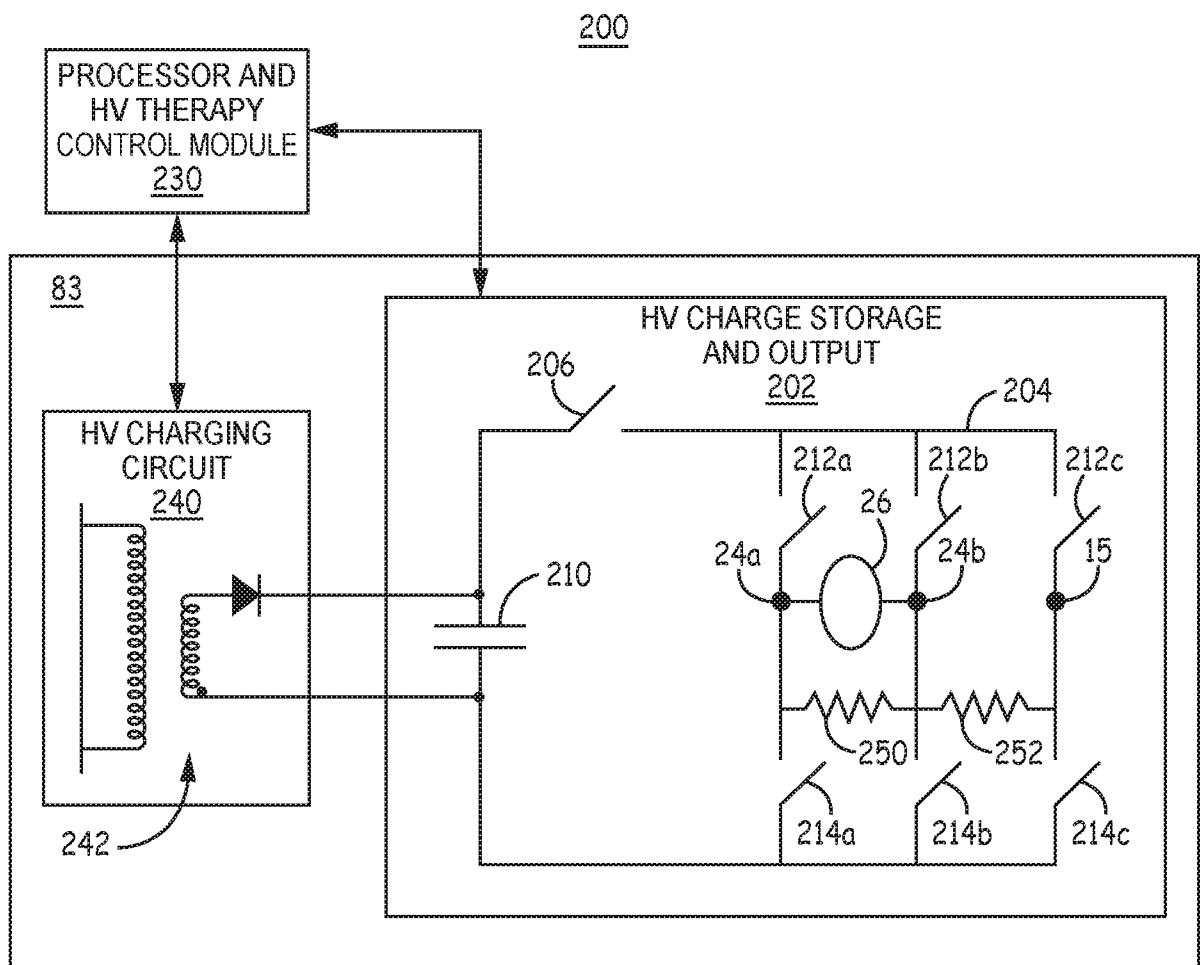 200
PROCESSOR AND
HV THERAPY
CONTROL MODULE
230
83
HV CHARGE STORAGE
AND OUTPUT
202
206
204
HV CHARGING
CIRCUIT
240
212a
212b
212c
26
24a
24b
15
210
250
252
214a
214b
214c
242